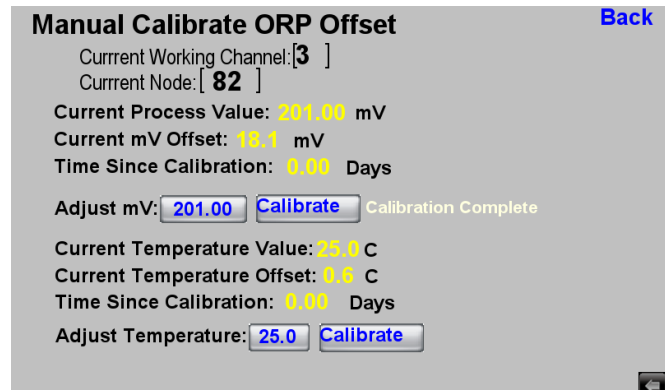 Manual Calibrate ORP Offset Back
Currrent Working Channel:[3 ]
Currrent Node:[ 82 ]
Current Process Value: 201.00 mV
Current mV Offset: 18.1 mV
Time Since Calibration: 0.00 Days
Adjust mV: 201.00 Calibrate Calibration Complete
Current Temperature Value: 25.0 C
Current Temperature Offset: 0.6 C
Time Since Calibration: 0.00 Days
Adjust Temperature: 25.0 Calibrate